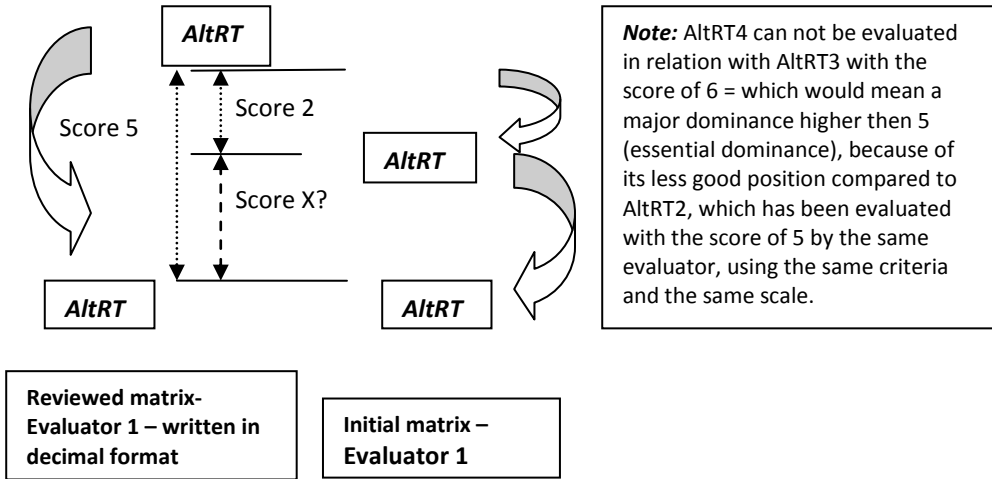 AltRT
Score 5
Score 2
AltRT
Score X?
AltRT
AltRT
Note: AltRT4 can not be evaluated
in relation with AltRT3 with the
score of 6 = which would mean a
major dominance higher then 5
(essential dominance), because of
its less good position compared to
AltRT2, which has been evaluated
with the score of 5 by the same
evaluator, using the same criteria
and the same scale.
Reviewed matrix-
Evaluator 1 – written in
decimal format
Initial matrix –
Evaluator 1